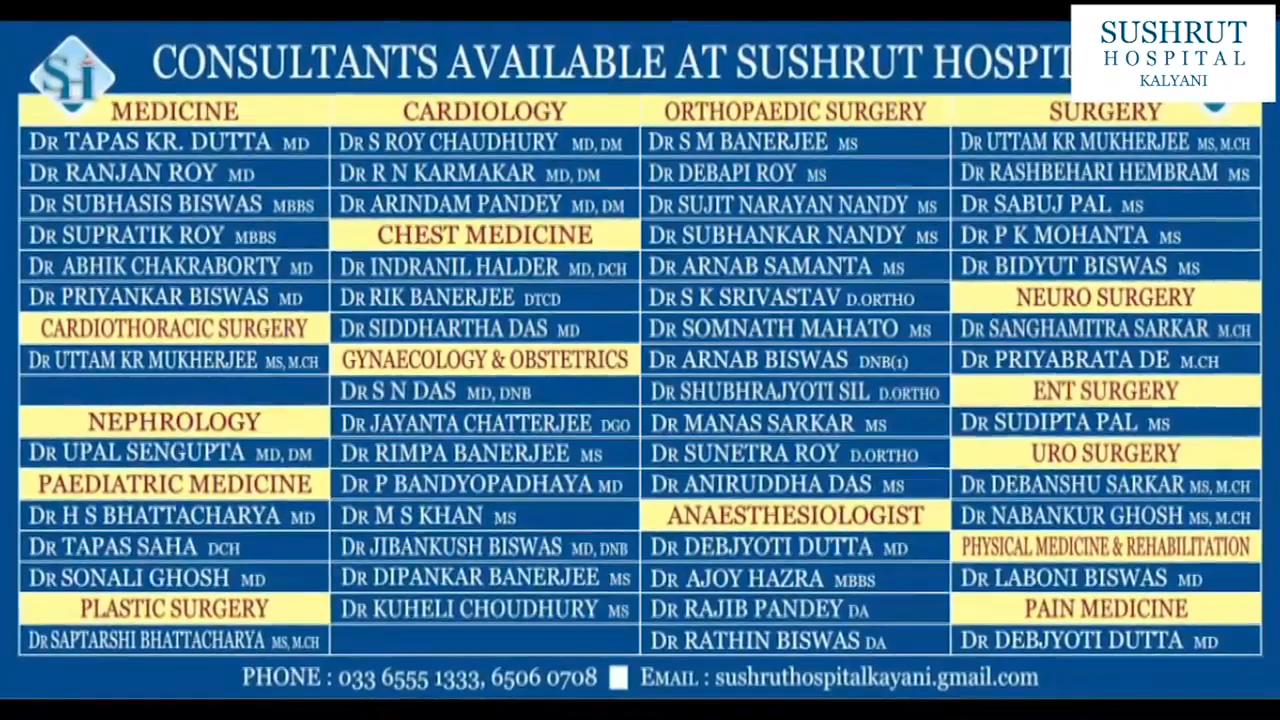 SUSHRUT
HOSPITAL
KALYANI
SHi
CONSULTANTS AVAILABLE AT SUSHRUT HOSPIT
MEDICINE
DR TAPAS KR. DUTTA MD
DR RANJAN ROY MD
DR SUBHASIS BISWAS MBBS
DR SUPRATIK ROY MBBS
DR ABHIK CHAKRABORTY MD
DR PRIYANKAR BISWAS MD
CARDIOTHORACIC SURGERY
DR UTTAM KR MUKHERJEE MS, M.CH
NEPHROLOGY
DR UPAL SENGUPTA MD, DM
PAEDIATRIC MEDICINE
DR H S BHATTACHARYA MD
DR TAPAS SAHA DCH
DR SONALI GHOSH MD
PLASTIC SURGERY
DR SAPTARSHI BHATTACHARYA MS, M.CH
CARDIOLOGY
DR S ROY CHAUDHURY MD, DM
DR R N KARMAKAR MD, DM
DR ARINDAM PANDEY MD, DM
CHEST MEDICINE
DR INDRANIL HALDER MD, DCH
DR RIK BANERJEE DTCD
DR SIDDHARTHA DAS MD
GYNAECOLOGY & OBSTETRICS
DR S N DAS MD, DNB
DR JAYANTA CHATTERJEE DGO
DR RIMPA BANERJEE MS
DR P BANDYOPADHAYA MD
DR M S KHAN MS
DR JIBANKUSH BISWAS MD, DNB
DR DIPANKAR BANERJEE MS
DR KUHELI CHOUDHURY MS
ORTHOPAEDIC SURGERY
DR S M BANERJEE MS
DR DEBAPI ROY MS
DR SUJIT NARAYAN NANDY MS
DR SUBHANKAR NANDY MS
DR ARNAB SAMANTA MS
DR S K SRIVASTAV D.ORTHO
DR SOMNATH MAHATO MS
DR ARNAB BISWAS DNB(1)
DR SHUBHRAJYOTI SIL D.ORTHO
DR MANAS SARKAR MS
DR SUNETRA ROY D.ORTHO
DR ANIRUDDHA DAS MS
ANAESTHESIOLOGIST
DR DEBJYOTI DUTTA MD
DR AJOY HAZRA MBBS
DR RAJIB PANDEY DA
DR RATHIN BISWAS DA
SURGERY
DR UTTAM KR MUKHERJEE MS, M.CH
DR RASHBEHARI HEMBRAM MS
DR SABUJ PAL MS
DR P K MOHANTA MS
DR BIDYUT BISWAS MS
NEURO SURGERY
DR SANGHAMITRA SARKAR M.CH
DR PRIYABRATA DE M.CH
ENT SURGERY
DR SUDIPTA PAL MS
URO SURGERY
DR DEBANSHU SARKAR MS, M.CH
DR NABANKUR GHOSH MS, M.CH
PHYSICAL MEDICINE & REHABILITATION
DR LABONI BISWAS MD
PAIN MEDICINE
DR DEBJYOTI DUTTA MD
PHONE : 033 6555 1333, 6506 0708 EMAIL : sushruthospitalkayani.gmail.com